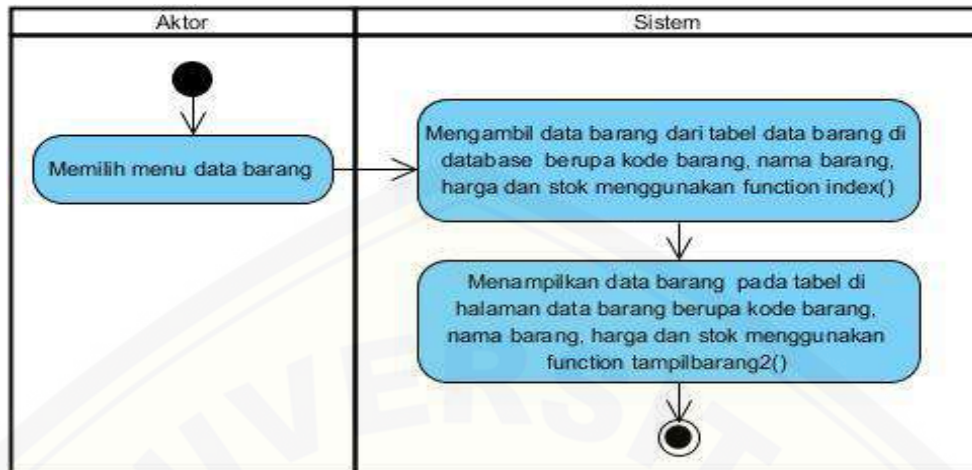 Aktor
Sistem
Memilih menu data barang
Mengambil data barang dari tabel data barang di
database berupa kode barang, nama barang,
harga dan stok menggunakan function index()
Menampilkan data barang pada tabel di
halaman data barang berupa kode barang,
nama barang, harga dan stok menggunakan
function tampilbarang2()
UNIVERSIT